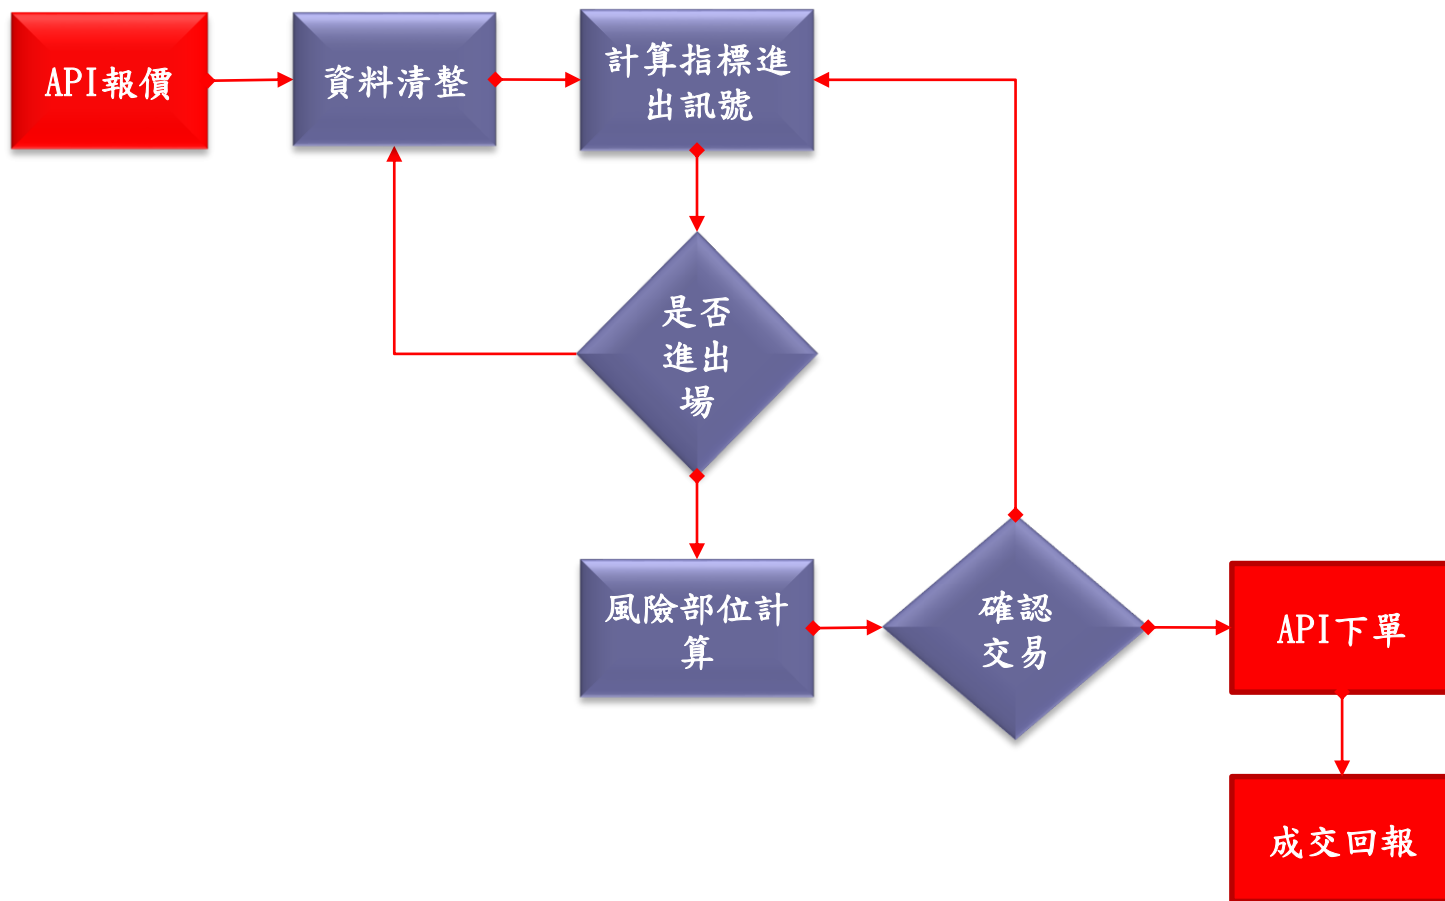 API報價
資料清整
計算指標進
出訊號
是否
進出
場
風險部位計
算
確認
交易
API下單
成交回報